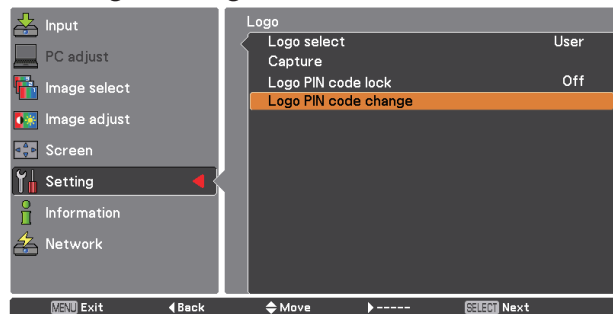 Input
PC adjust
Image select
Image adjust
Screen
Setting
Information
Network
Logo
Logo select User
Capture
Logo PIN code lock Off
Logo PIN code change
MENU Exit Back Move ----- SELECT Next